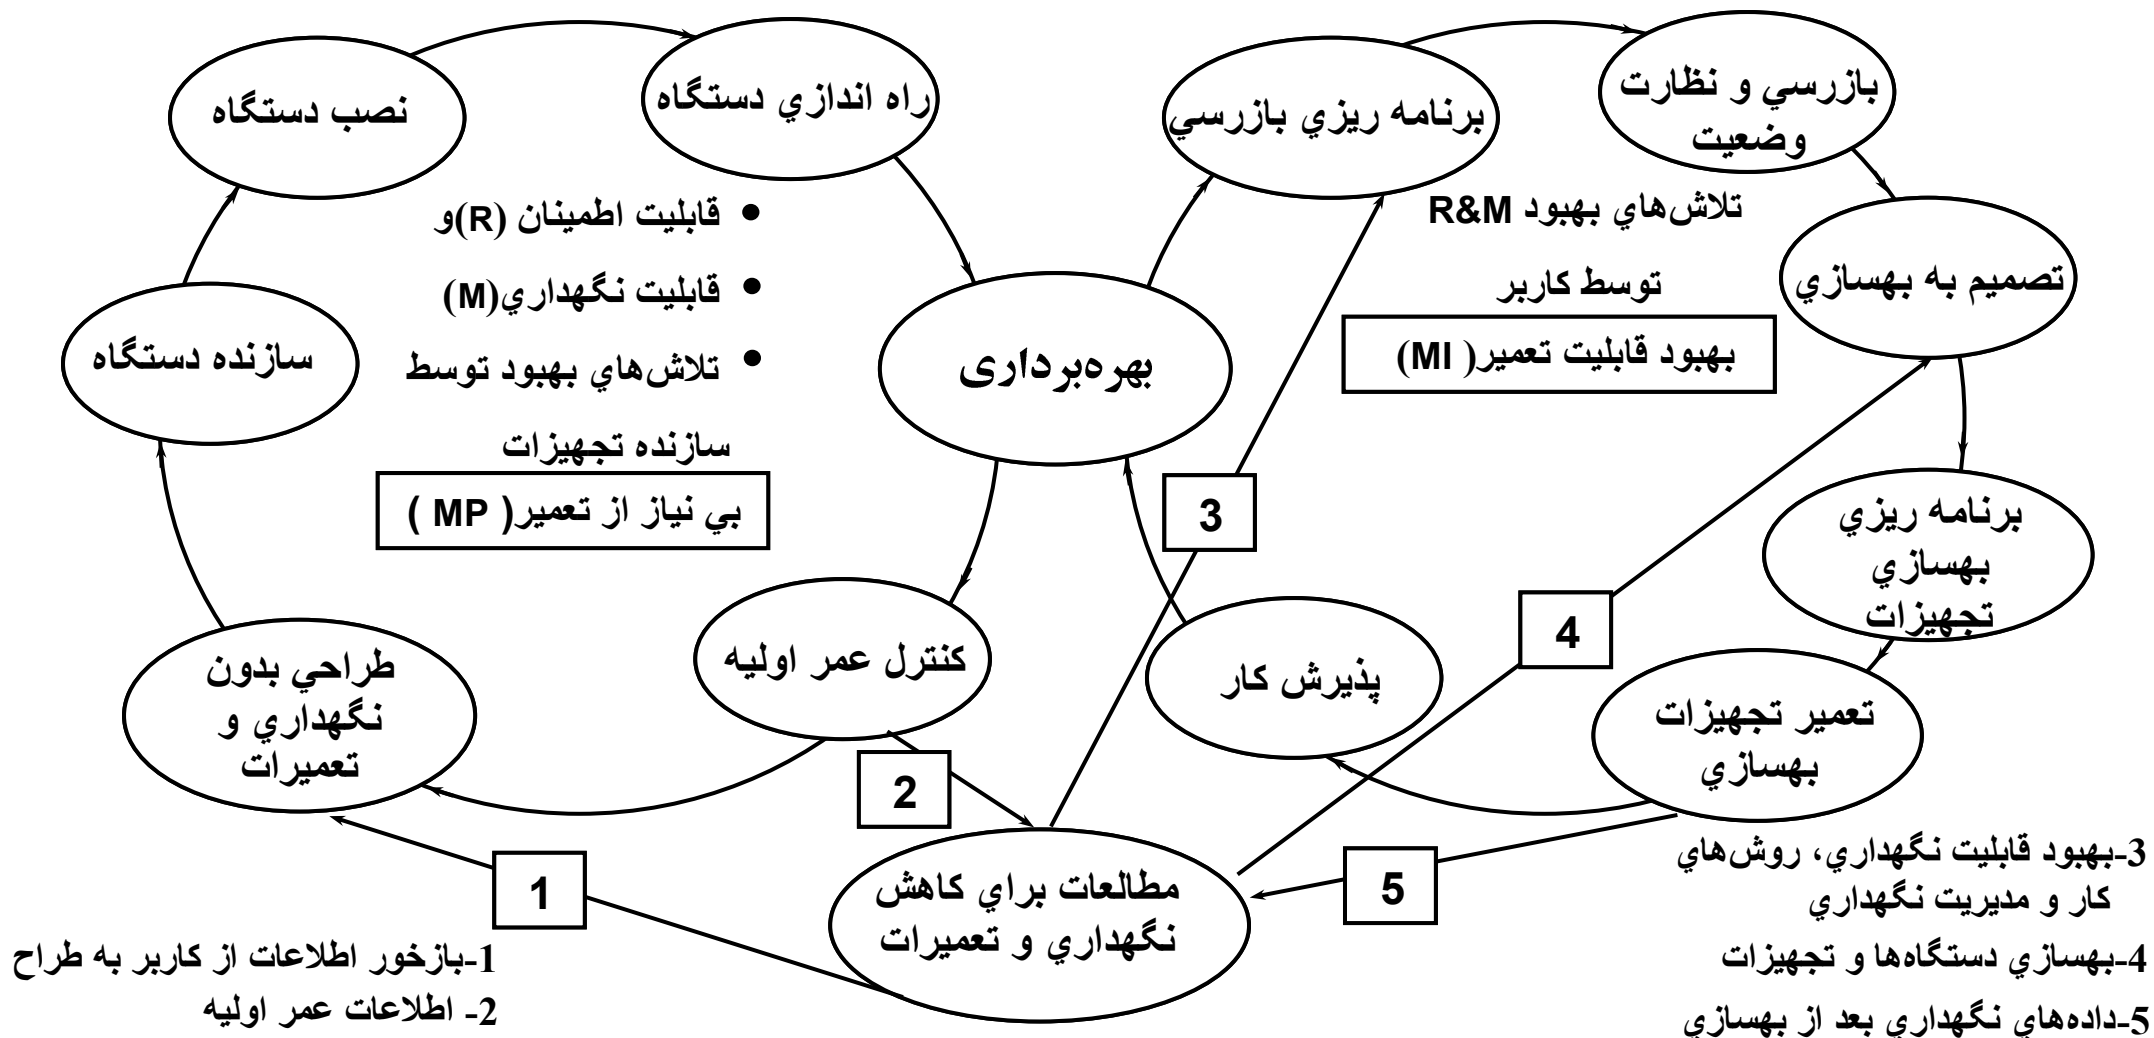 نصب دستگاه
راه اندازي دستگاه
برنامه ريزي بازرسي
بازرسي و نظارت
وضعيت
قابليت اطمينان (R)و
قابليت نگهداري(M)
تلاش‌هاي بهبود توسط
سازنده تجهيزات
بي نياز از تعمير( MP )
تلاش‌هاي بهبود R&M
توسط كاربر
بهبود قابليت تعمير( MI)
تصميم به بهسازي
سازنده دستگاه
بهره‌برداری
3
برنامه ريزي
بهسازي
تجهيزات
4
كنترل عمر اوليه
پذيرش كار
طراحي بدون
نگهداري و
تعميرات
تعمير تجهيزات
بهسازي
2
1
مطالعات براي كاهش
نگهداري و تعميرات
5
3-بهبود قابليت نگهداري، روش‌هاي
كار و مديريت نگهداري
4-بهسازي دستگاه‌ها و تجهيزات
5-داده‌هاي نگهداري بعد از بهسازي
1-بازخور اطلاعات از كاربر به طراح
2- اطلاعات عمر اوليه